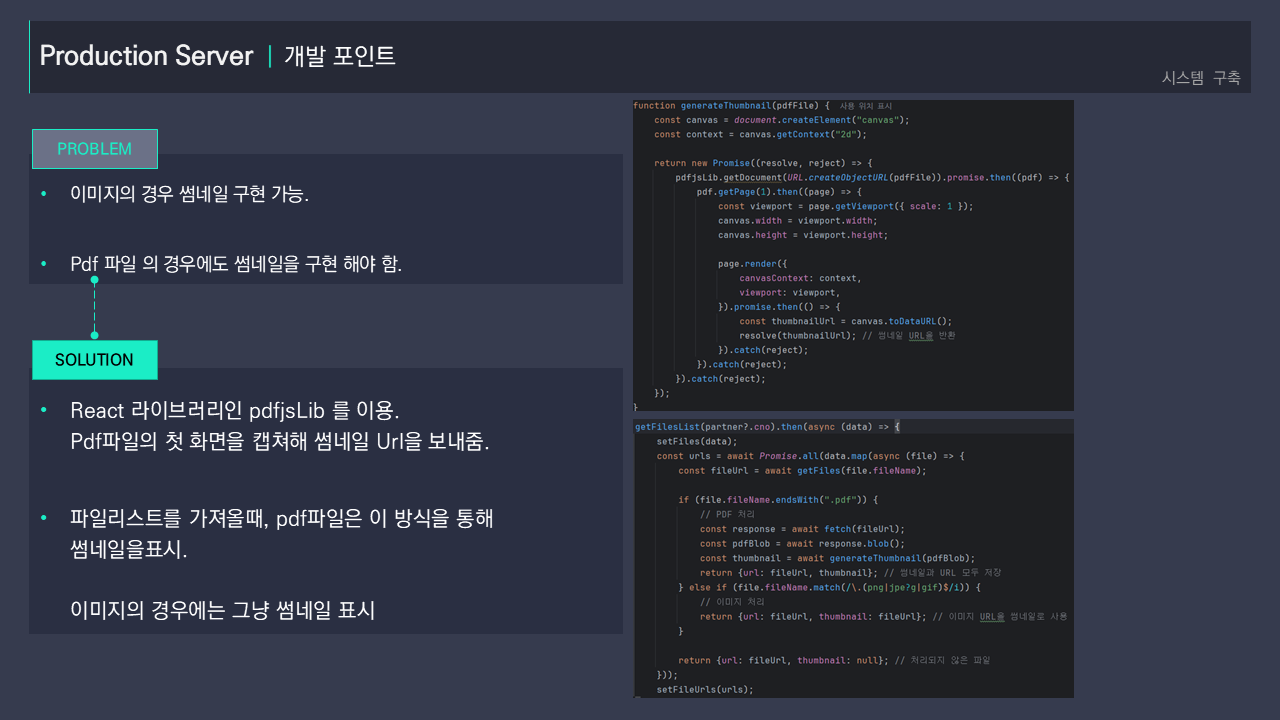 Production Server | 개발 포인트
시스템 구축
PROBLEM
• 이미지의 경우 썸네일 구현 가능.
• Pdf 파일 의 경우에도 썸네일을 구현 해야 함.
SOLUTION
• React 라이브러리인 pdfjsLib 를 이용.
Pdf파일의 첫 화면을 캡쳐해 썸네일 Url을 보내줌.
• 파일리스트를 가져올때, pdf파일은 이 방식을 통해
썸네일을표시.
이미지의 경우에는 그냥 썸네일 표시
function generateThumbnail(pdfFile) { 사용 위치 표시
const canvas = document.createElement("canvas");
const context = canvas.getContext("2d");
return new Promise((resolve, reject) => {
pdfjsLib.getDocument(URL.createObjectURL(pdfFile)).promise.then((pdf) => {
pdf.getPage(1).then((page) => {
const viewport = page.getViewport({ scale: 1 });
canvas.width = viewport.width;
canvas.height = viewport.height;
page.render({
canvasContext: context,
viewport: viewport,
}).promise.then(() => {
const thumbnailUrl = canvas.toDataURL();
resolve(thumbnailUrl); // 썸네일 URL을 반환
}).catch(reject);
}).catch(reject);
}).catch(reject);
});
}
getFilesList(partner?.cno).then(async (data) => {
setFiles(data);
const urls = await Promise.all(data.map(async (file) => {
const fileUrl = await getFiles(file.fileName);
if (file.fileName.endsWith(".pdf")) {
// PDF 처리
const response = await fetch(fileUrl);
const pdfBlob = await response.blob();
const thumbnail = await generateThumbnail(pdfBlob);
return {url: fileUrl, thumbnail}; // 썸네일과 URL 모두 저장
} else if (file.fileName.match(/\.(png|jpe?g|gif)$/i)) {
// 이미지 처리
return {url: fileUrl, thumbnail: fileUrl}; // 이미지 URL을 썸네일로 사용
}
return {url: fileUrl, thumbnail: null}; // 처리되지 않은 파일
}));
setFileUrls(urls);